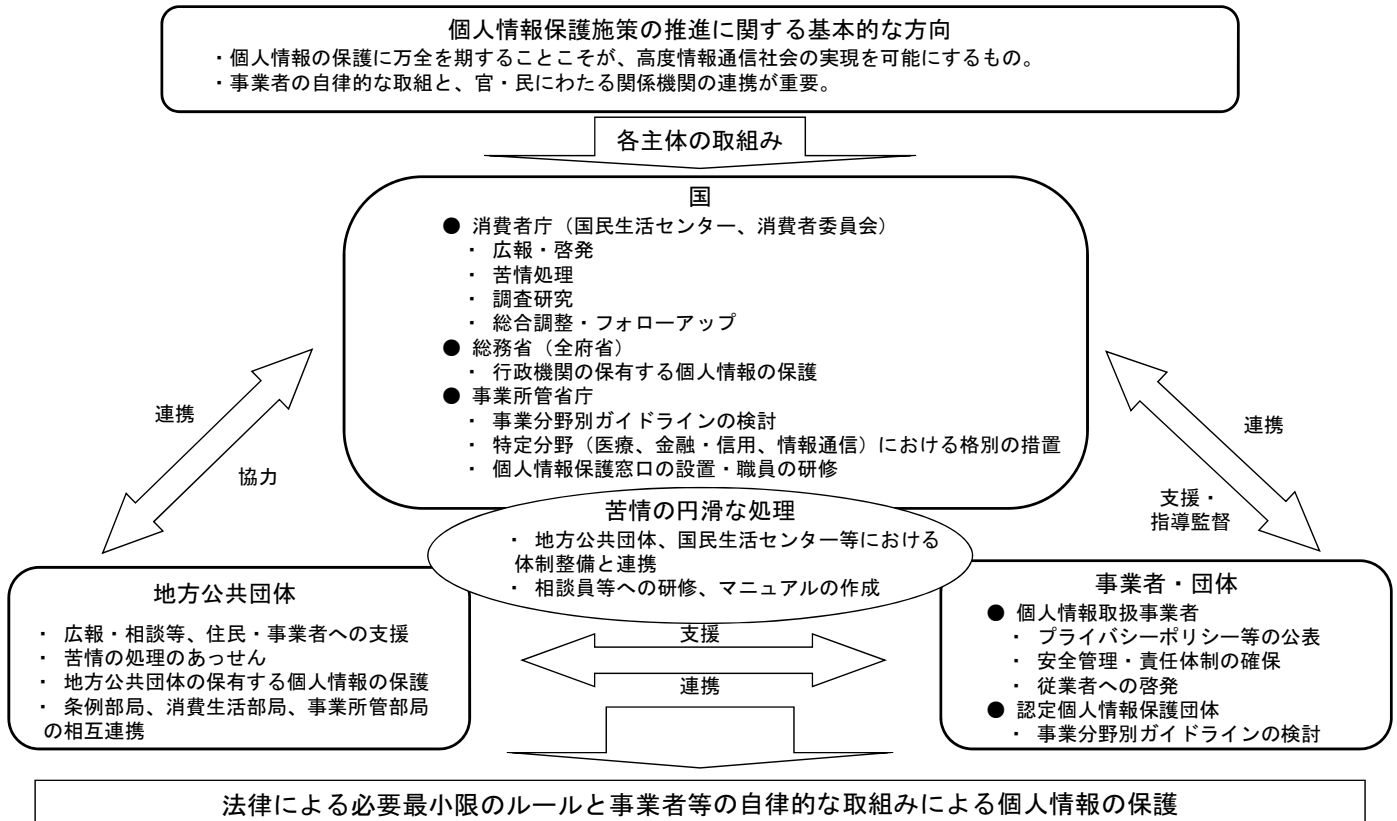 個人情報保護施策の推進に関する基本的な方向
・個人情報の保護に万全を期することこそが、高度情報通信社会の実現を可能にするもの。
・事業者の自律的な取組と、官・民にわたる関係機関の連携が重要。
各主体の取組み
国
● 消費者庁（国民生活センター、消費者委員会）
・ 広報・啓発
・ 苦情処理
・ 調査研究
・ 総合調整・フォローアップ
● 総務省（全府省）
・ 行政機関の保有する個人情報の保護
● 事業所管省庁
・ 事業分野別ガイドラインの検討
・ 特定分野（医療、金融・信用、情報通信）における格別の措置
・ 個人情報保護窓口の設置・職員の研修
連携
協力
連携
支援・
指導監督
苦情の円滑な処理
・ 地方公共団体、国民生活センター等における
体制整備と連携
・ 相談員等への研修、マニュアルの作成
地方公共団体
・ 広報・相談等、住民・事業者への支援
・ 苦情の処理のあっせん
・ 地方公共団体の保有する個人情報の保護
・ 条例部局、消費生活部局、事業所管部局
の相互連携
支援
連携
事業者・団体
● 個人情報取扱事業者
・ プライバシーポリシー等の公表
・ 安全管理・責任体制の確保
・ 従業者への啓発
● 認定個人情報保護団体
・ 事業分野別ガイドラインの検討
法律による必要最小限のルールと事業者等の自律的な取組みによる個人情報の保護